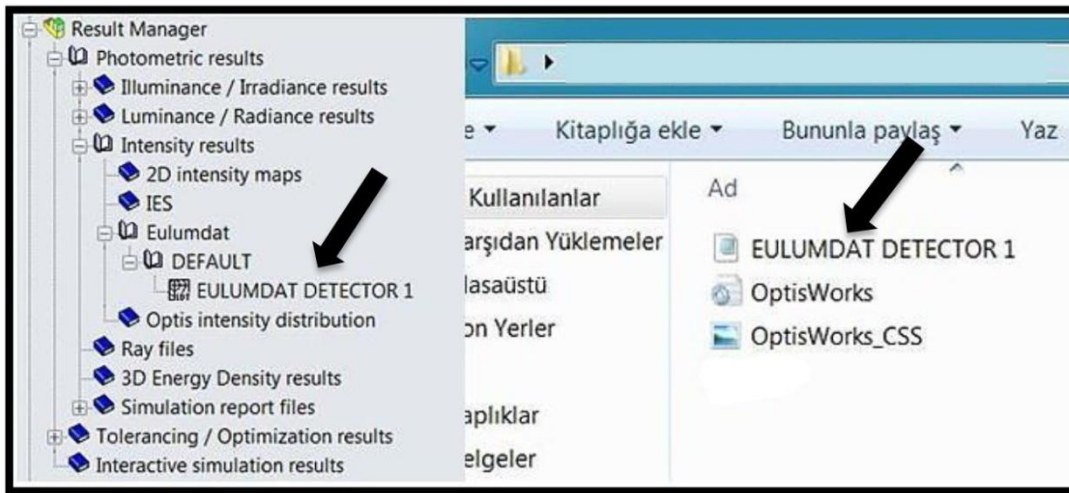 Result Manager
Photometric results
Illuminance / Irradiance results
Luminance / Radiance results
Intensity results
2D intensity maps
IES
Eulumdat
DEFAULT
EULUMDAT DETECTOR 1
Optis intensity distribution
Ray files
3D Energy Density results
Simulation report files
Tolerancing / Optimization results
Interactive simulation results
e Kitaplığa ekle Bununla paylaş Yaz
Kullanılanlar
arşıdan Yüklemeler
lasaüstü
on Yerler
aplıklar
elgeler
Ad
EULUMDAT DETECTOR 1
OptisWorks
OptisWorks_CSS